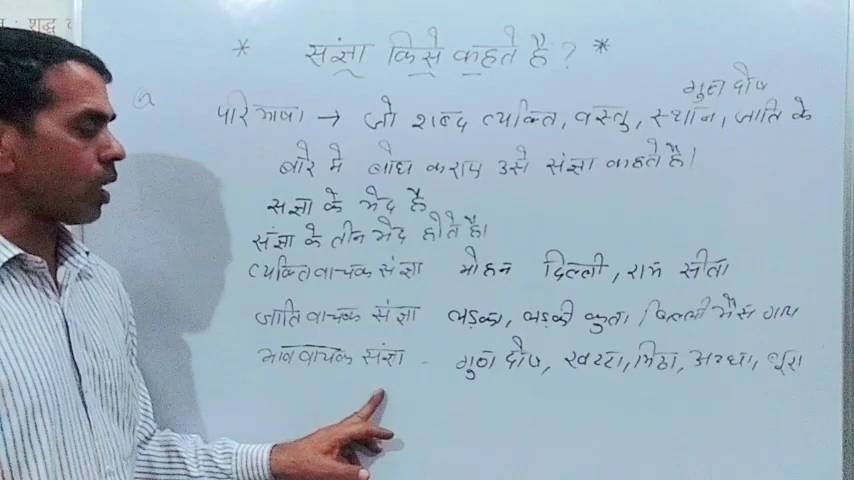 शुद्ध
* संज्ञा किसे कहते है ? *
गुण दोष
परिभाषा → जो शब्द व्यक्ति, वस्तु, स्थान, जाति के
बारे मे बोध कराए उसे संज्ञा कहते है।
संज्ञा के भेद है
संज्ञा के तीन भेद होते है।
व्यक्तिवाचक संज्ञा मोहन दिल्ली, राम सीता
जातिवाचक संज्ञा लड़का, लड़की कुता बिल्ली भैस गाय
भाववाचक संज्ञा - गुण दोष, खट्टा, मिठा, अच्छा, बूरा